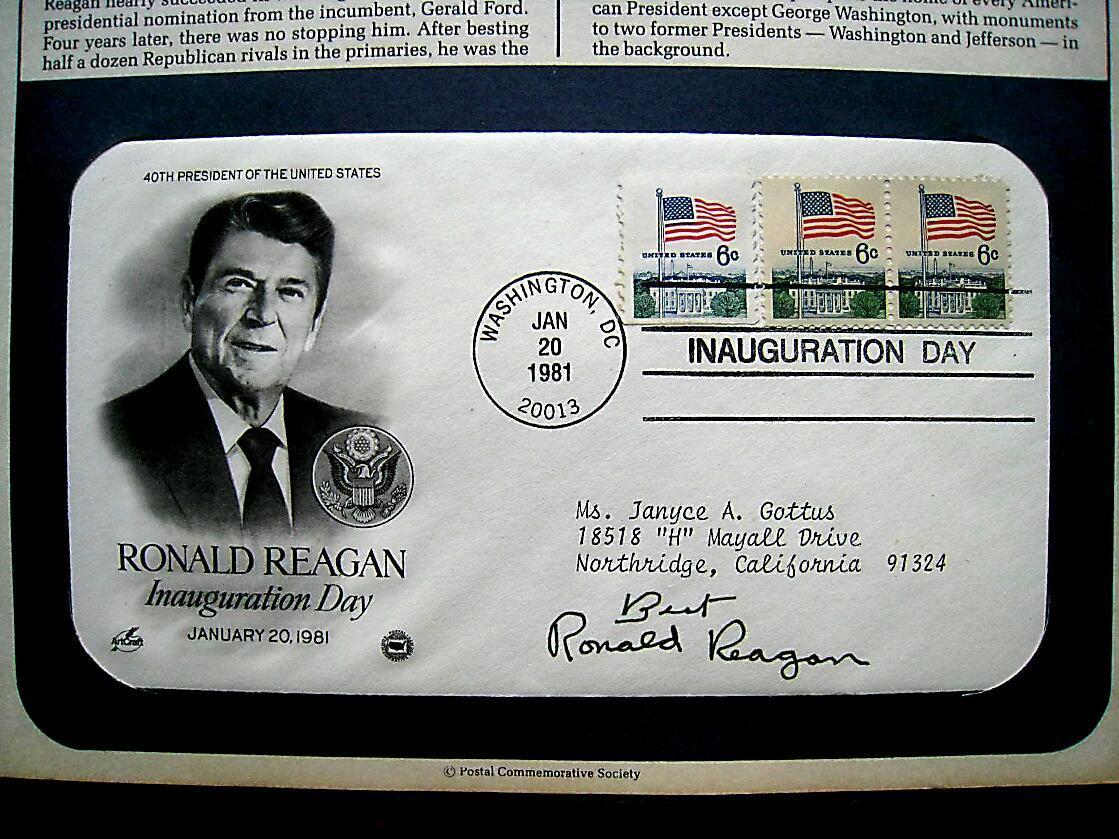 presidential nomination from the incumbent, Gerald Ford.
Four years later, there was no stopping him. After besting
half a dozen Republican rivals in the primaries, he was the
can President except George Washington, with monuments
to two former Presidents — Washington and Jefferson — in
the background.
40TH PRESIDENT OF THE UNITED STATES
UNITED STATES 6c
UNITED STATES 6c
UNITED STATES 6c
WASHINGTON, DC
JAN
20
1981
20013
INAUGURATION DAY
Ms. Janyce A. Gottus
18518 "H" Mayall Drive
Northridge, California 91324
Best
Ronald Reagan
RONALD REAGAN
Inauguration Day
JANUARY 20, 1981
ArtCraft
© Postal Commemorative Society